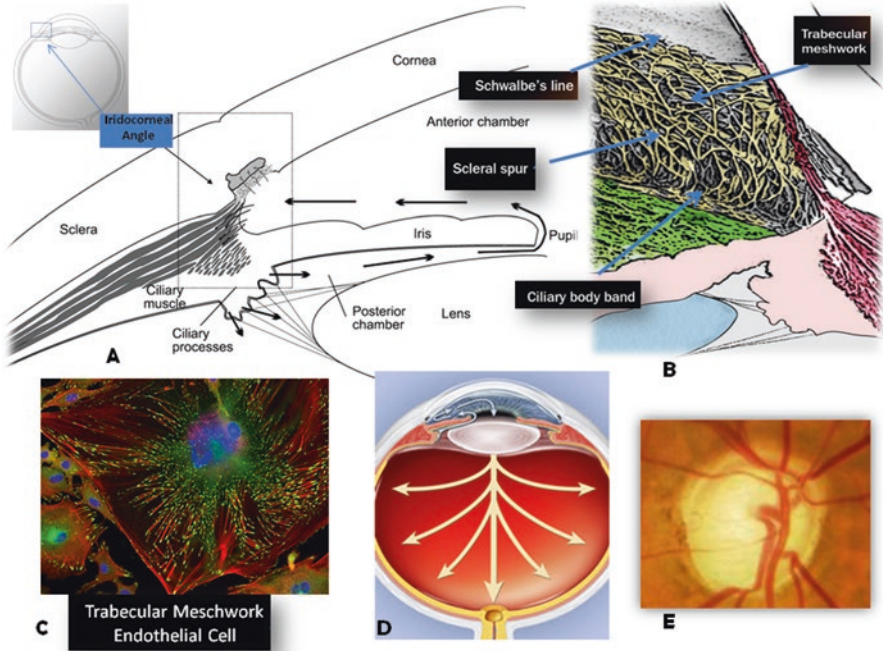 Iridocorneal
Angle
Cornea
Anterior chamber
Sclera
Iris
Pupil
Ciliary
muscle
Ciliary
processes
Posterior
chamber
Lens
A
Schwalbe's line
Trabecular
meshwork
Scleral spur
Ciliary body band
B
Trabecular Meschwork
Endothelial Cell
C
D
E